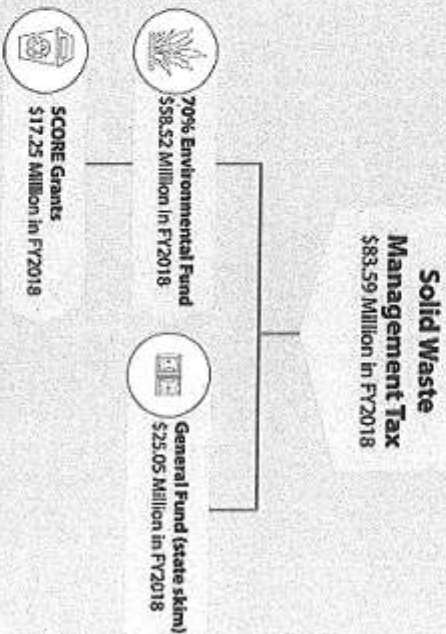 Solid Waste
Management Tax
$83.59 Million in FY2018
70% Environmental Fund
$58.52 Million in FY2018
General Fund (state skim)
$25.05 Million in FY2018
SCORE Grants
$17.25 Million in FY2018